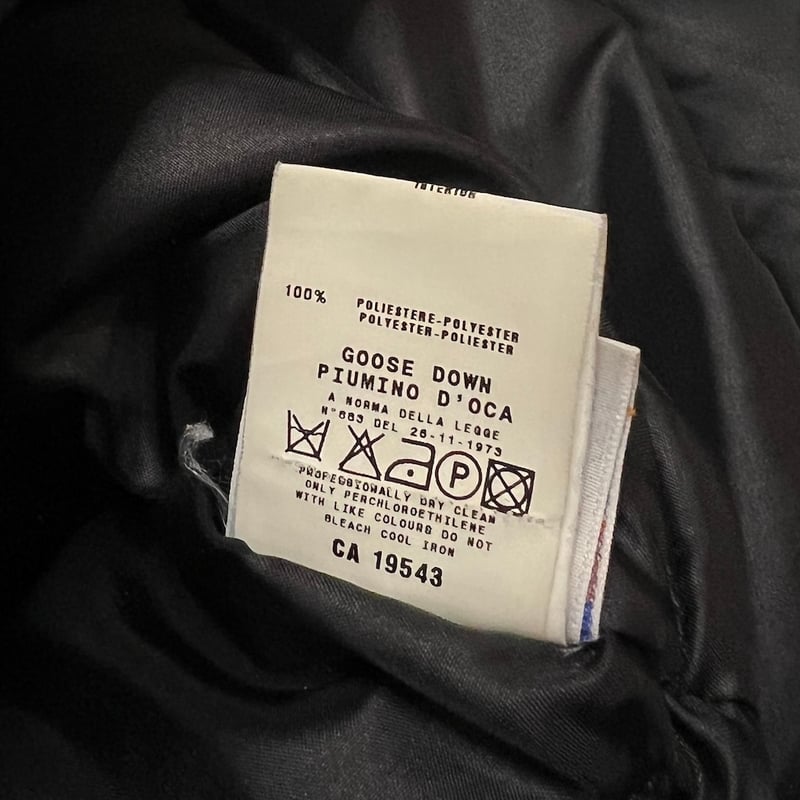 INTERIOR
100% POLIESTERE-POLYESTER
POLYESTER-POLIESTER
GOOSE DOWN
PIUMINO D'OCA
A NORMA DELLA LEGGE
N°883 DEL 26-11-1973
P
PROFESSIONALLY DRY CLEAN
ONLY PERCHLOROETHILENE
WITH LIKE COLOURS DO NOT
BLEACH COOL IRON
CA 19543